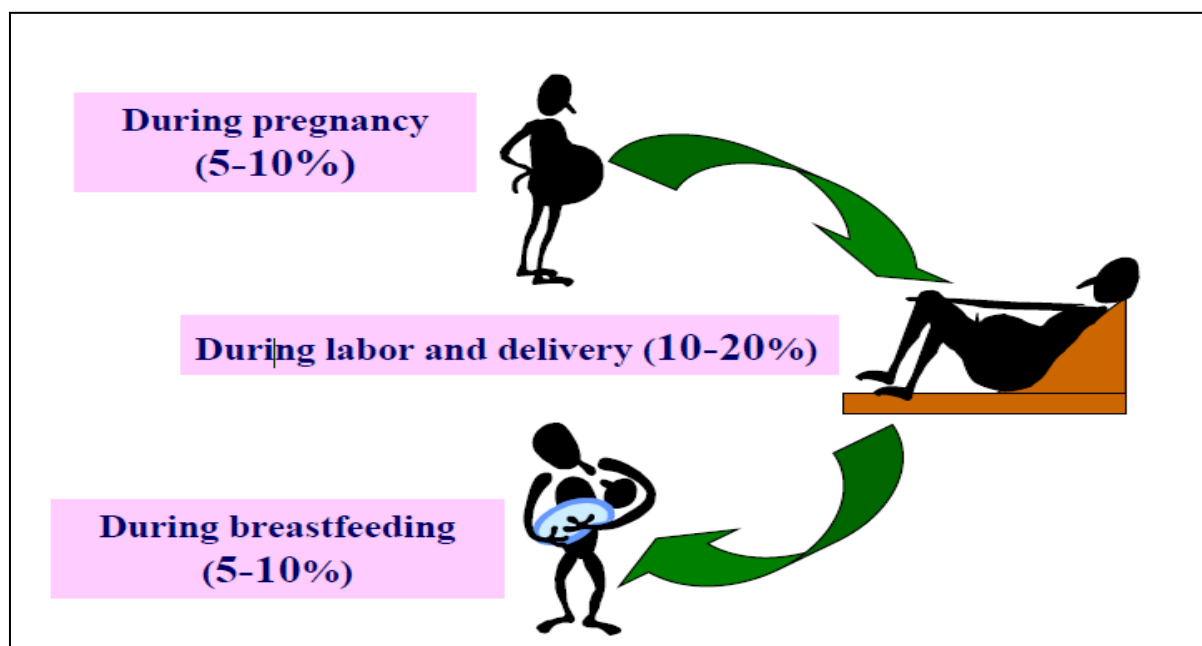 During pregnancy
(5-10%)
During labor and delivery (10-20%)
During breastfeeding
(5-10%)